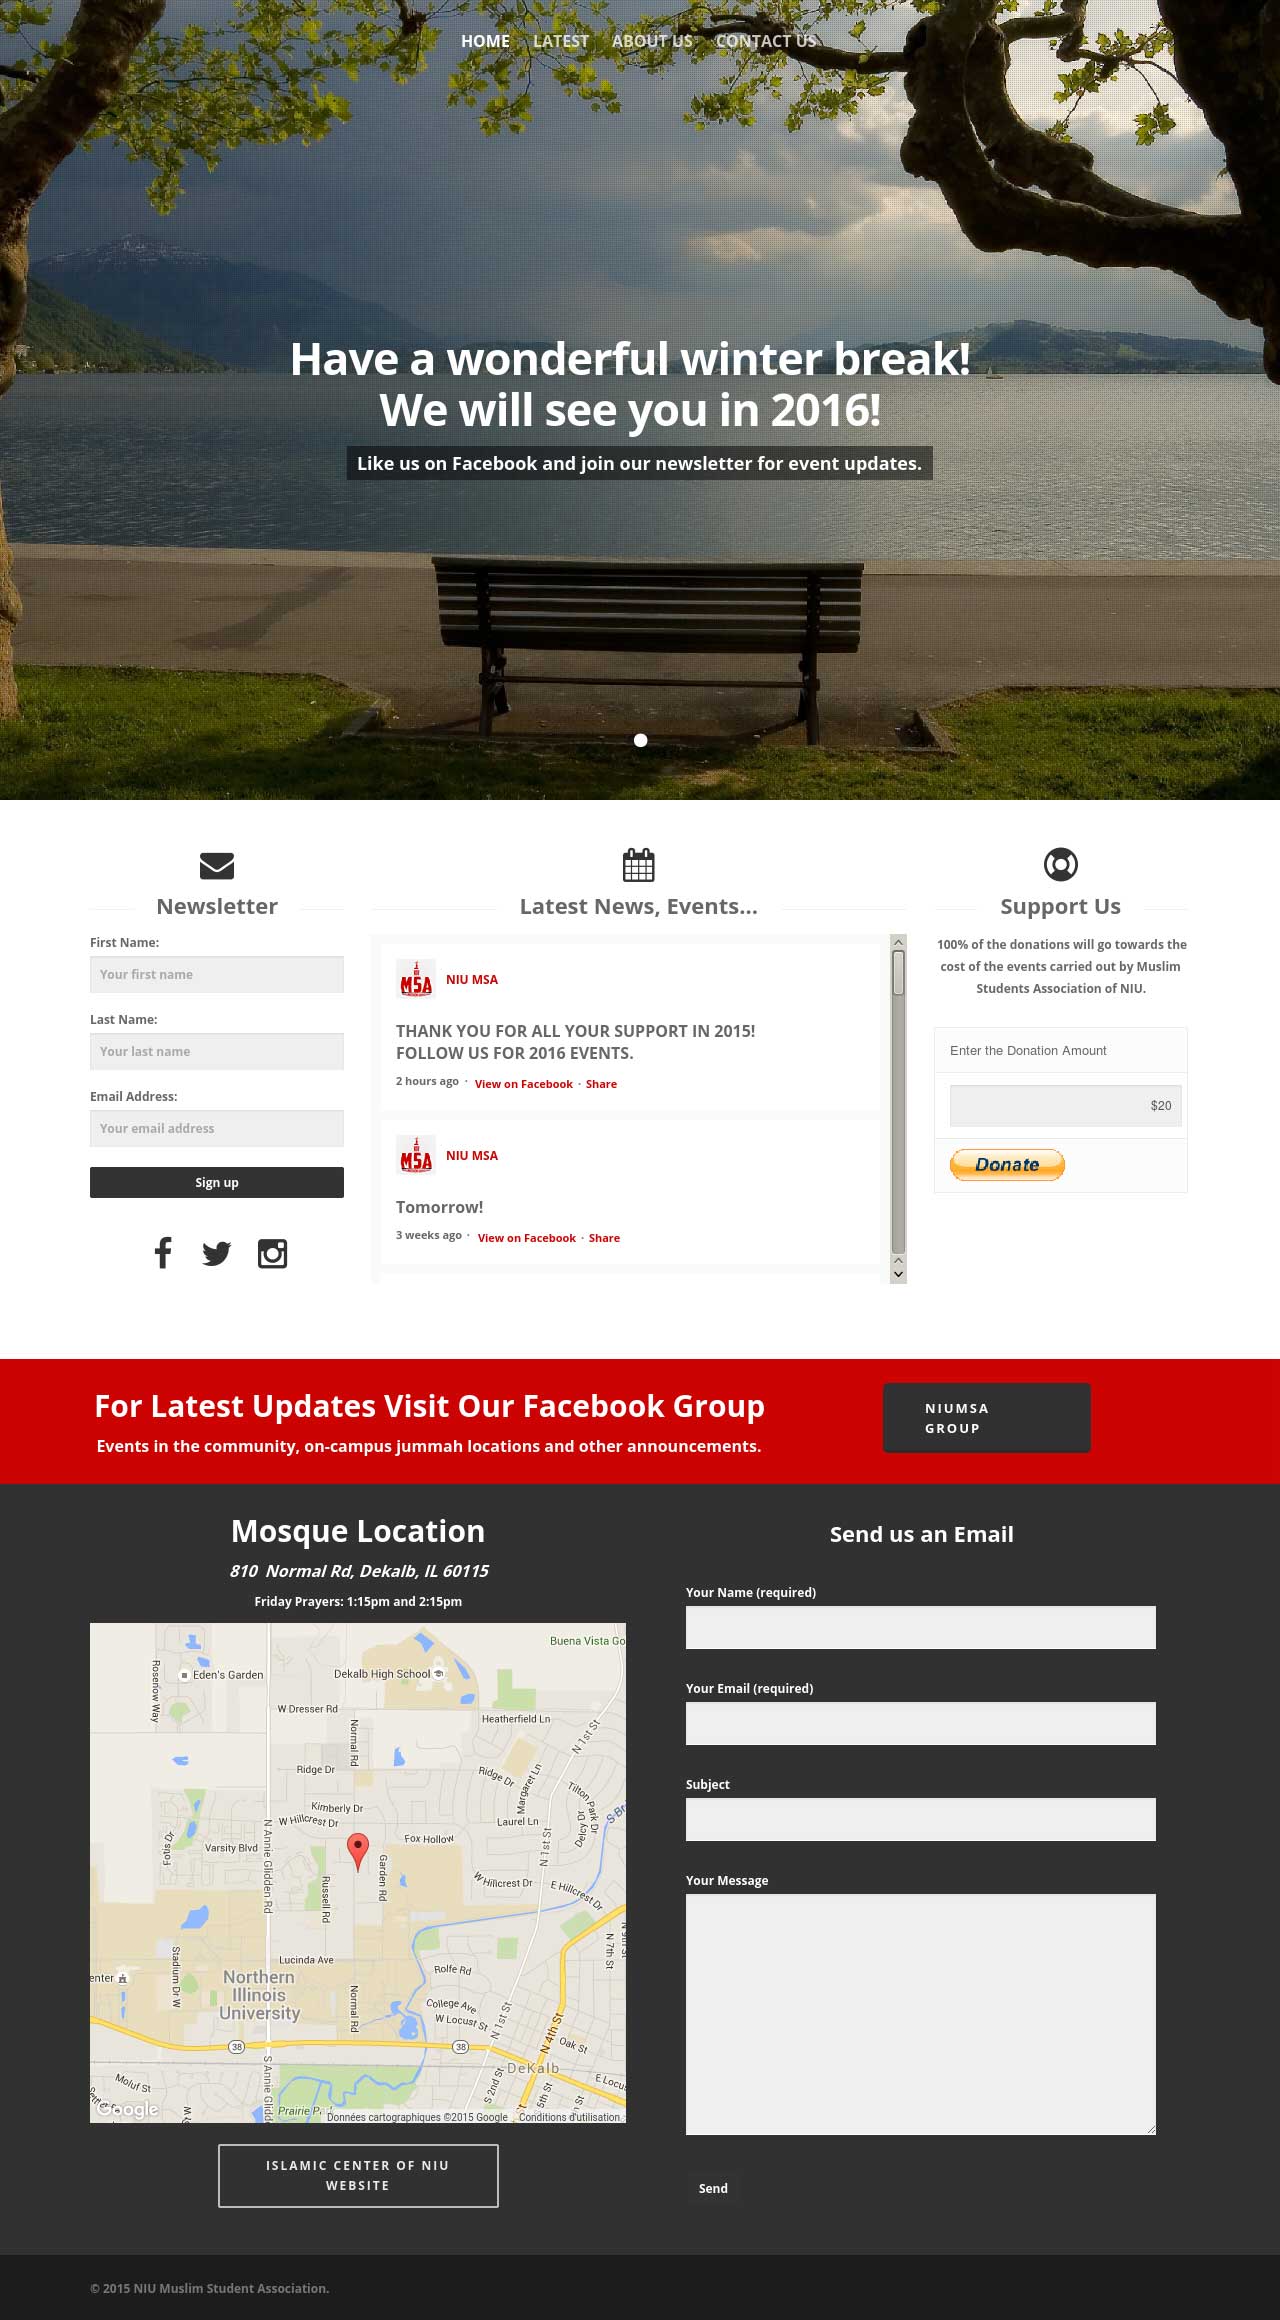 HOME LATEST ABOUT US CONTACT US
Have a wonderful winter break!
We will see you in 2016!
Like us on Facebook and join our newsletter for event updates.
Newsletter
First Name:
Your first name
Last Name:
Your last name
Email Address:
Your email address
Sign up
Latest News, Events...
MSA
NIU MSA
THANK YOU FOR ALL YOUR SUPPORT IN 2015!
FOLLOW US FOR 2016 EVENTS.
2 hours ago · View on Facebook · Share
MSA
NIU MSA
Tomorrow!
3 weeks ago · View on Facebook · Share
Support Us
100% of the donations will go towards the
cost of the events carried out by Muslim
Students Association of NIU.
Enter the Donation Amount
$20
Donate
For Latest Updates Visit Our Facebook Group
Events in the community, on-campus jummah locations and other announcements.
NIUMSA
GROUP
Mosque Location
810 Normal Rd, Dekalb, IL 60115
Friday Prayers: 1:15pm and 2:15pm
Buena Vista Go
Eden's Garden
Dekalb High School
Rosenow Way
W Dresser Rd
Heatherfield Ln
Normal Rd
N 1st St
Ridge Dr
Ridge Dr
Margaret Ln
Tilton Park Dr
Kimberly Dr
W Hillcrest Dr
Laurel Ln
Delcy Dr
S Br
N Annie Glidden Rd
Fotis Dr
Varsity Blvd
Fox Hollow
N 1st St
Garden Rd
Russell Rd
W Hillcrest Dr
E Hillcrest Dr
N 9th St
N 7th St
Stadium Dr W
Lucinda Ave
enter
Northern
Illinois
University
Rolfe Rd
Normal Rd
College Ave
W Locust St
N 1st St
N 4th St
38
38
Oak St
S Annie Glidde
DeKalb
Moluf St
S 2nd St
E Locus
5th St
Prairie P
Google
Données cartographiques ©2015 Google Conditions d'utilisation
ISLAMIC CENTER OF NIU
WEBSITE
Send us an Email
Your Name (required)
Your Email (required)
Subject
Your Message
Send
© 2015 NIU Muslim Student Association.